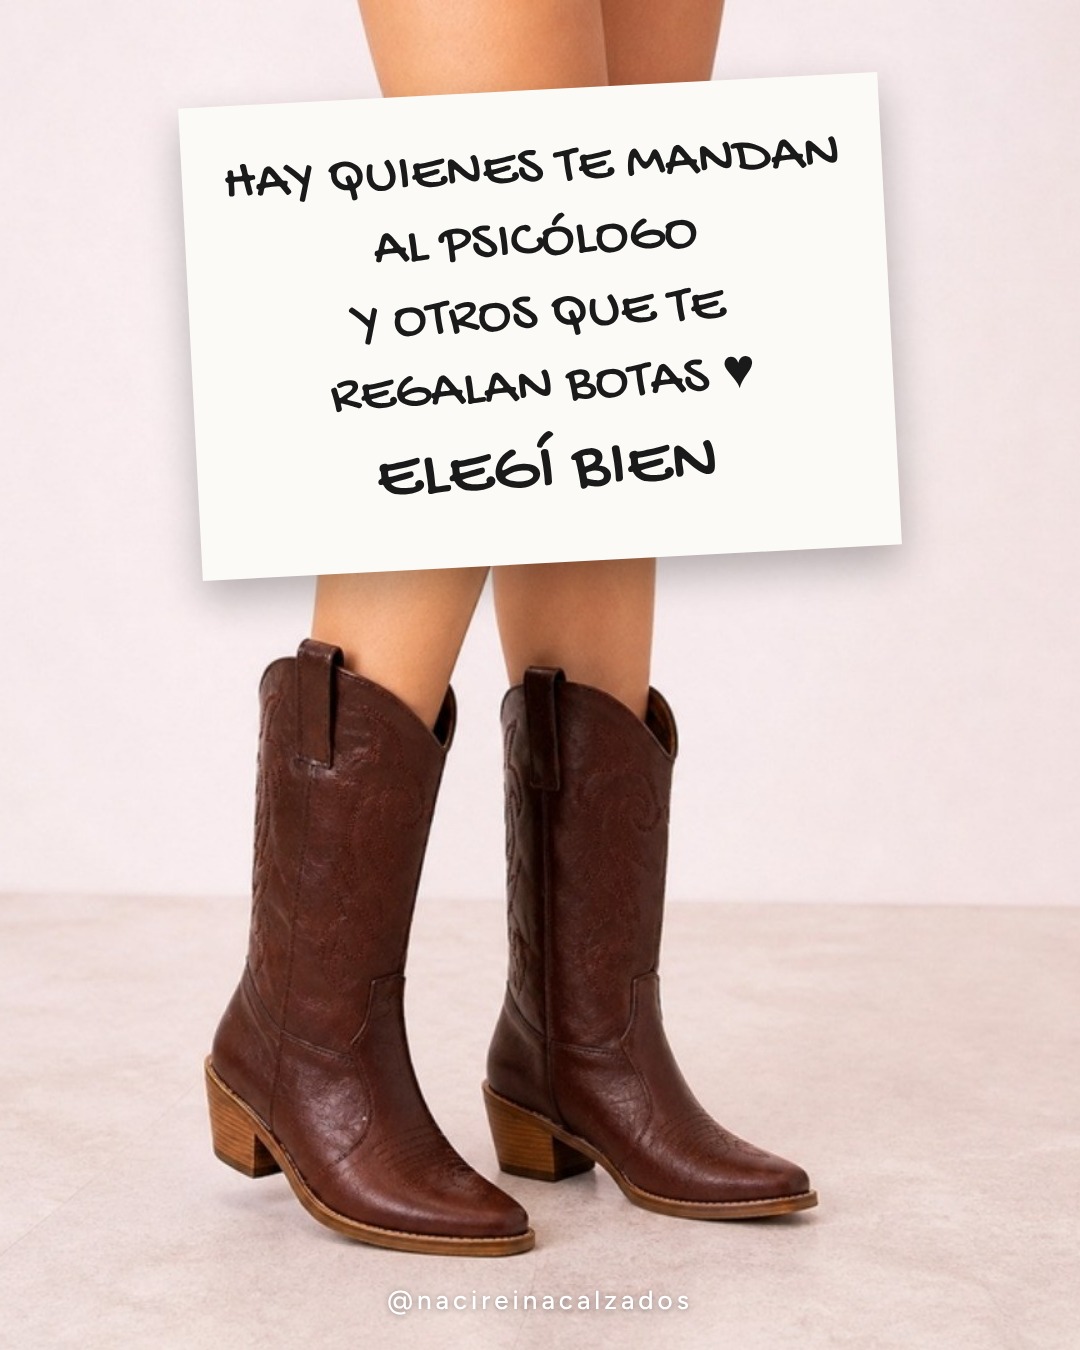 HAY QUIENES TE MANDAN
AL PSICÓLOGO
Y OTROS QUE TE
REGALAN BOTAS ♥
ELEGÍ BIEN
@nacireinacalzados